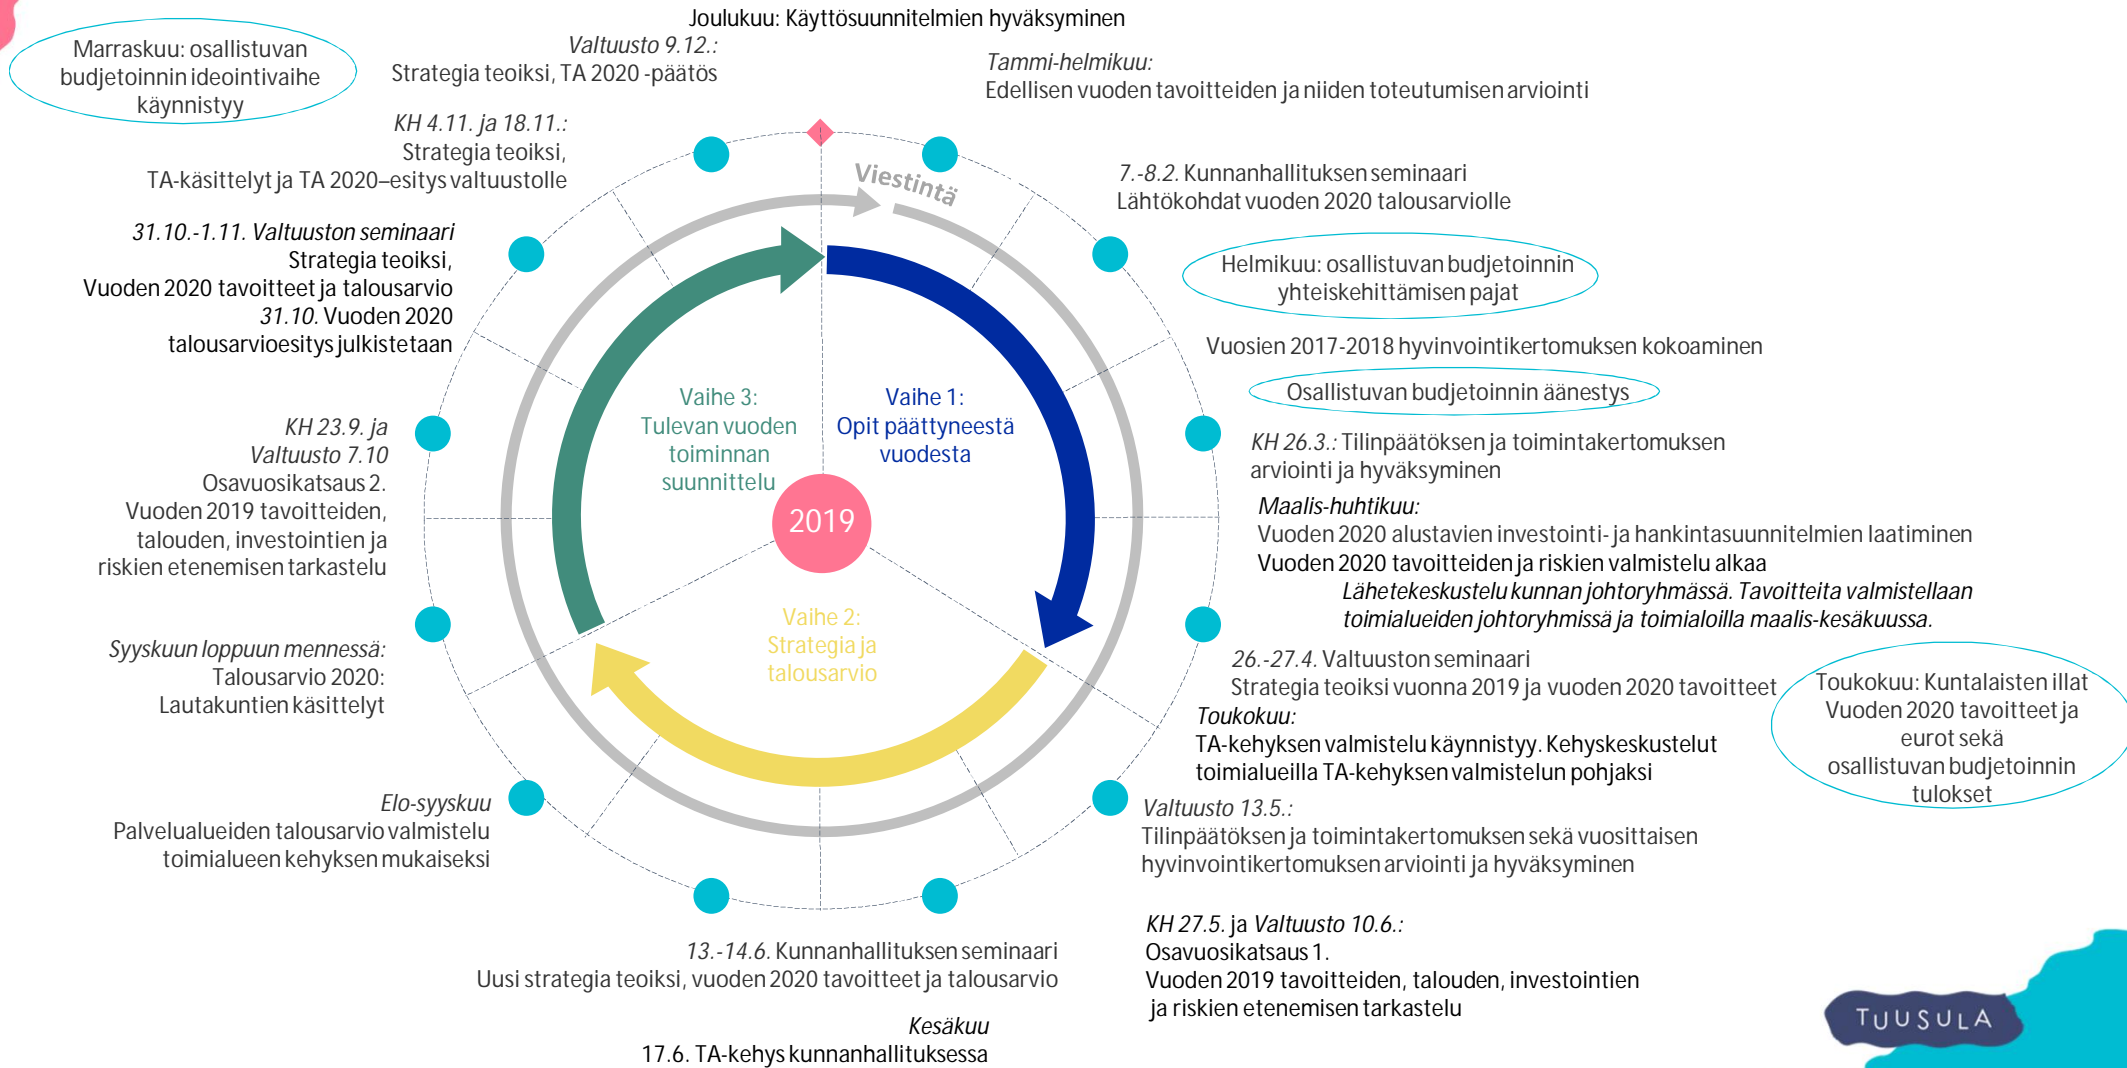 Joulukuu: Käyttösuunnitelmien hyväksyminen
Marraskuu: osallistuvan
budjetoinnin ideointivaihe
käynnistyy
Valtuusto 9.12.:
Strategia teoiksi, TA 2020 -päätös
KH 4.11. ja 18.11.:
Strategia teoiksi,
TA-käsittelyt ja TA 2020–esitys valtuustolle
31.10.-1.11. Valtuuston seminaari
Strategia teoiksi,
Vuoden 2020 tavoitteet ja talousarvio
31.10. Vuoden 2020
talousarvioesitys julkistetaan
KH 23.9. ja
Valtuusto 7.10
Osavuosikatsaus 2.
Vuoden 2019 tavoitteiden,
talouden, investointien ja
riskien etenemisen tarkastelu
Syyskuun loppuun mennessä:
Talousarvio 2020:
Lautakuntien käsittelyt
Elo-syyskuu
Palvelualueiden talousarvio valmistelu
toimialueen kehyksen mukaiseksi
Viestintä
Vaihe 3:
Tulevan vuoden
toiminnan
suunnittelu
Vaihe 1:
Opit päättyneestä
vuodesta
2019
Vaihe 2:
Strategia ja
talousarvio
Tammi-helmikuu:
Edellisen vuoden tavoitteiden ja niiden toteutumisen arviointi
7.-8.2. Kunnanhallituksen seminaari
Lähtökohdat vuoden 2020 talousarviolle
Helmikuu: osallistuvan budjetoinnin
yhteiskehittämisen pajat
Vuosien 2017-2018 hyvinvointikertomuksen kokoaminen
Osallistuvan budjetoinnin äänestys
KH 26.3.: Tilinpäätöksen ja toimintakertomuksen
arviointi ja hyväksyminen
Maalis-huhtikuu:
Vuoden 2020 alustavien investointi- ja hankintasuunnitelmien laatiminen
Vuoden 2020 tavoitteiden ja riskien valmistelu alkaa
Lähetekeskustelu kunnan johtoryhmässä. Tavoitteita valmistellaan
toimialueiden johtoryhmissä ja toimialoilla maalis-kesäkuussa.
26.-27.4. Valtuuston seminaari
Strategia teoiksi vuonna 2019 ja vuoden 2020 tavoitteet
Toukokuu:
TA-kehyksen valmistelu käynnistyy. Kehyskeskustelut
toimialueilla TA-kehyksen valmistelun pohjaksi
Toukokuu: Kuntalaisten illat
Vuoden 2020 tavoitteet ja
eurot sekä
osallistuvan budjetoinnin
tulokset
Valtuusto 13.5.:
Tilinpäätöksen ja toimintakertomuksen sekä vuosittaisen
hyvinvointikertomuksen arviointi ja hyväksyminen
KH 27.5. ja Valtuusto 10.6.:
Osavuosikatsaus 1.
Vuoden 2019 tavoitteiden, talouden, investointien
ja riskien etenemisen tarkastelu
13.-14.6. Kunnanhallituksen seminaari
Uusi strategia teoiksi, vuoden 2020 tavoitteet ja talousarvio
Kesäkuu
17.6. TA-kehys kunnanhallituksessa
TUUSULA